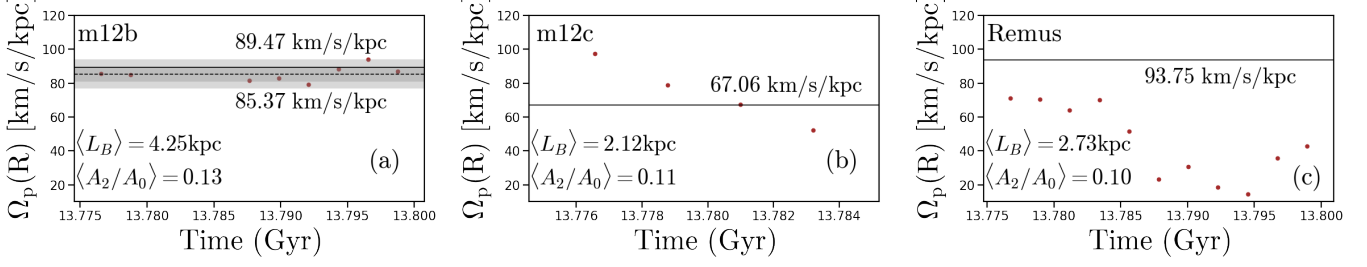 Ω_p(R) [km/s/kpc]
120
100
80
60
40
20
m12b
89.47 km/s/kpc
85.37 km/s/kpc
⟨L_B⟩ = 4.25kpc
⟨A_2/A_0⟩ = 0.13
(a)
13.775 13.780 13.785 13.790 13.795 13.800
Time (Gyr)
Ω_p(R) [km/s/kpc]
120
100
80
60
40
20
m12c
67.06 km/s/kpc
⟨L_B⟩ = 2.12kpc
⟨A_2/A_0⟩ = 0.11
(b)
13.776 13.778 13.780 13.782 13.784
Time (Gyr)
Ω_p(R) [km/s/kpc]
120
100
80
60
40
20
Remus
93.75 km/s/kpc
⟨L_B⟩ = 2.73kpc
⟨A_2/A_0⟩ = 0.10
(c)
13.775 13.780 13.785 13.790 13.795 13.800
Time (Gyr)